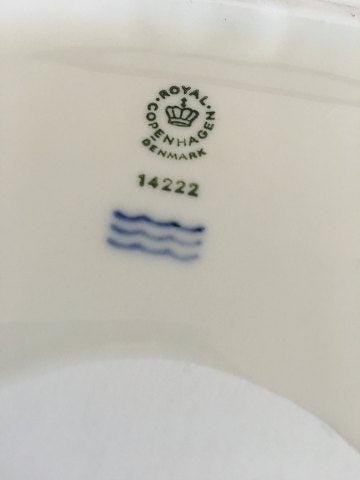 ROYAL
COPENHAGEN
DENMARK
14222